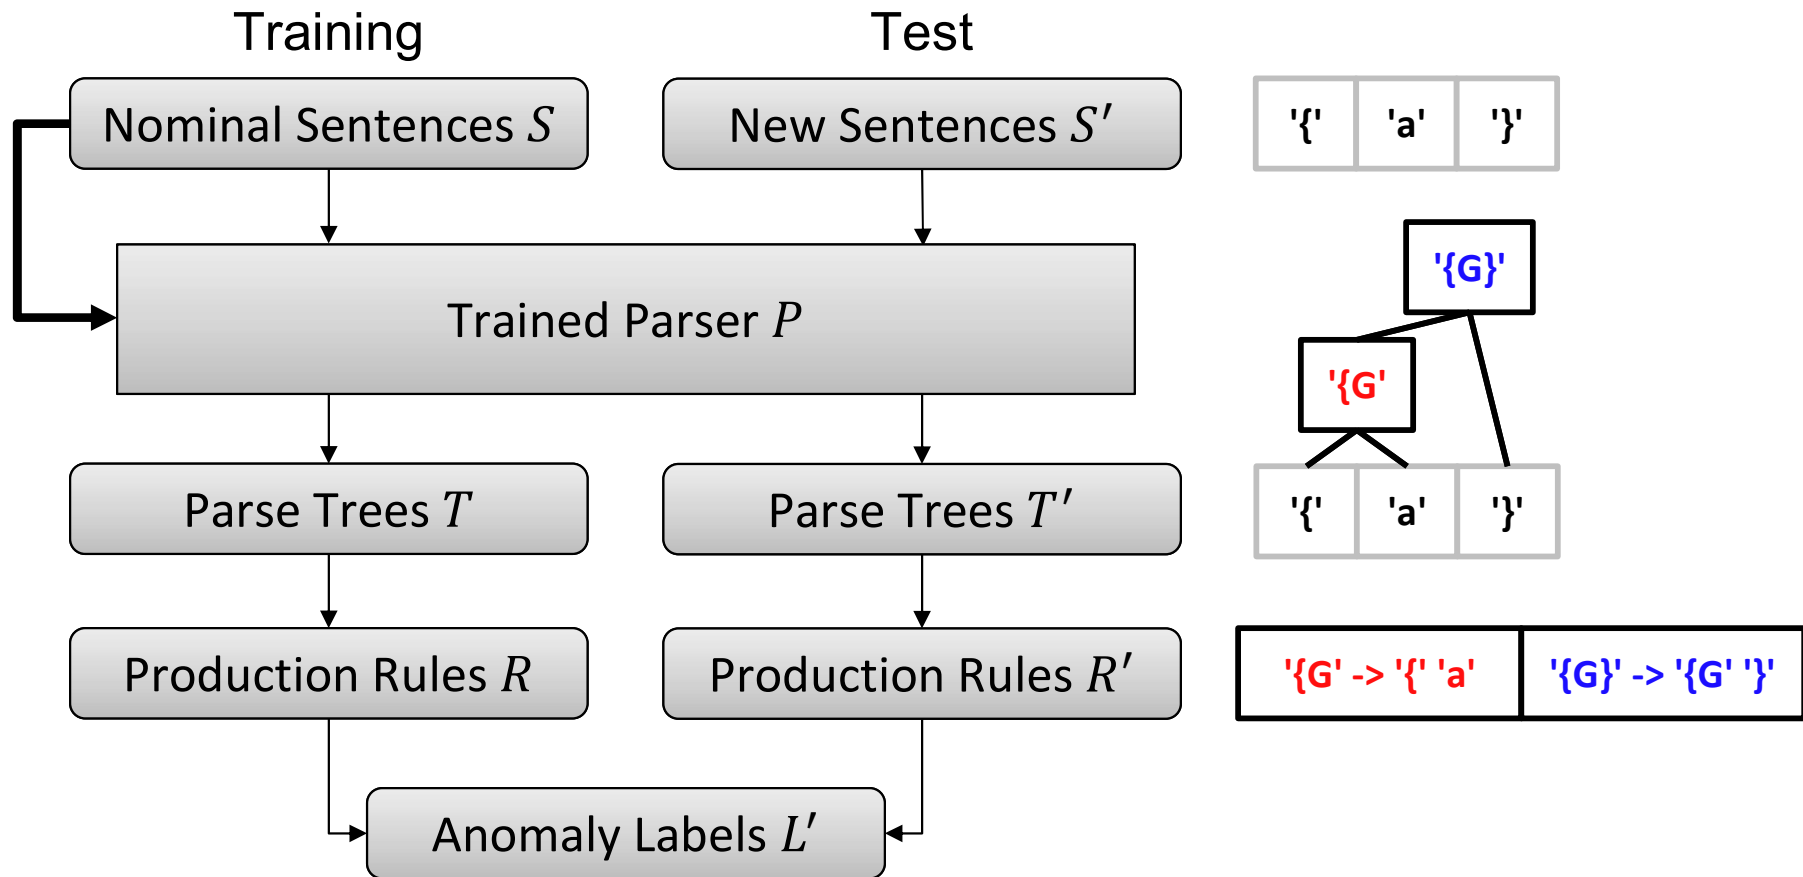 Training
Test
Nominal Sentences S
New Sentences S′
'{' 'a' '}'
'{G}'
Trained Parser P
'{G'
Parse Trees T
Parse Trees T′
'{' 'a' '}'
Production Rules R
Production Rules R′
'{G' -> '{' 'a'
'{G}' -> '{G' '}'
Anomaly Labels L′